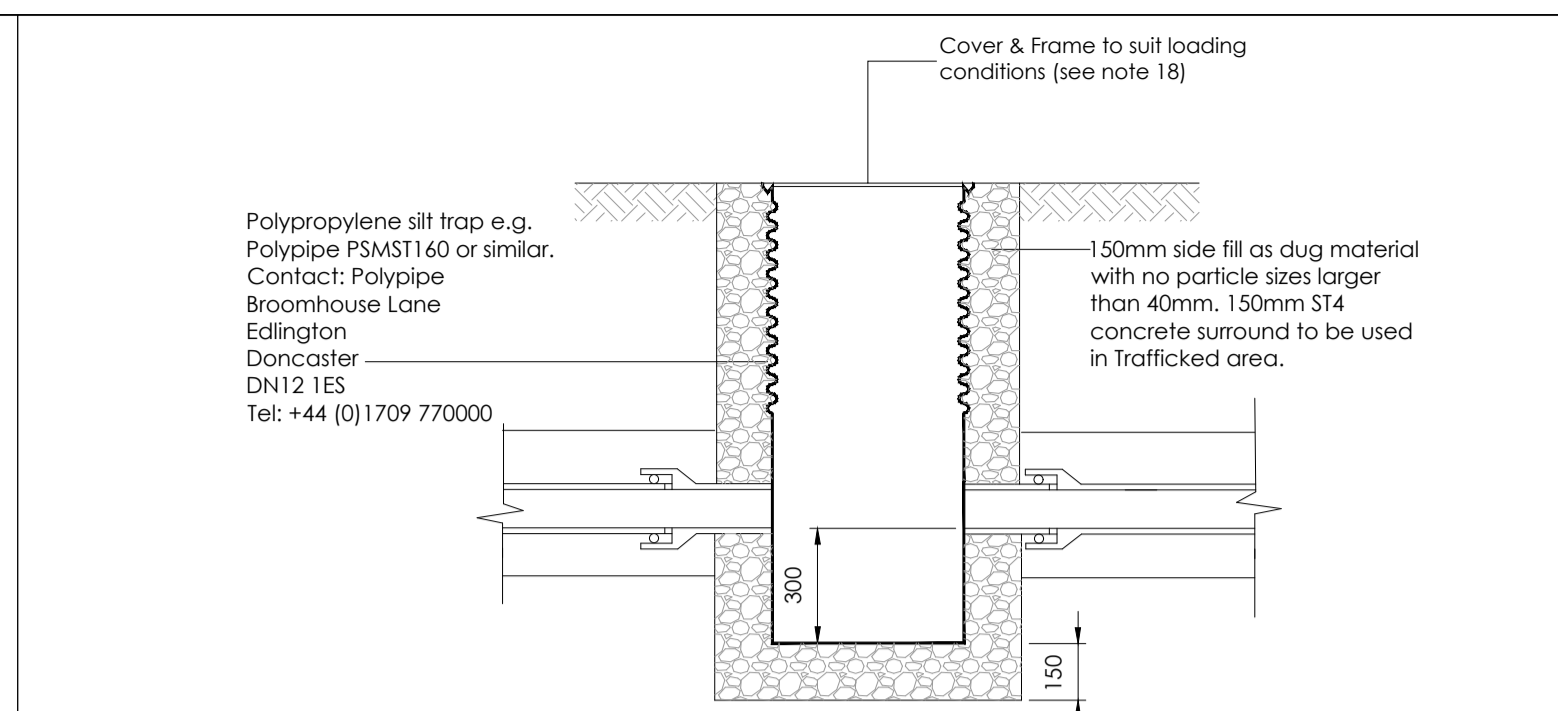 Cover & Frame to suit loading
conditions (see note 18)
Polypropylene silt trap e.g.
Polypipe PSMST160 or similar.
Contact: Polypipe
Broomhouse Lane
Edlington
Doncaster
DN12 1ES
Tel: +44 (0)1709 770000
150mm side fill as dug material
with no particle sizes larger
than 40mm. 150mm ST4
concrete surround to be used
in Trafficked area.
300
150